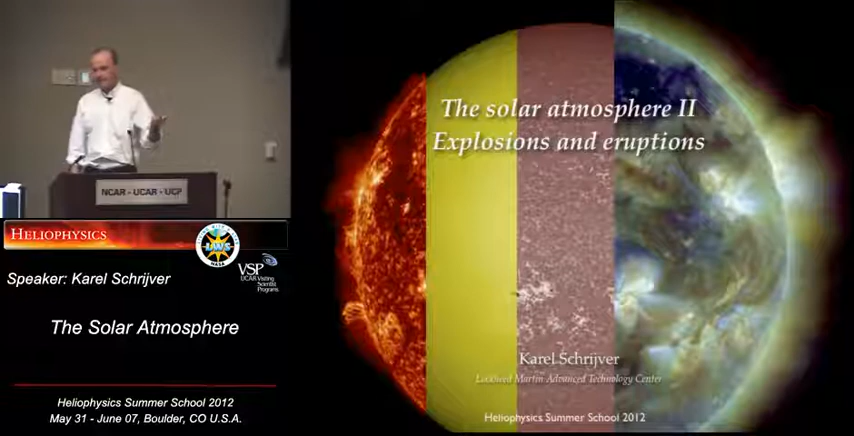 NCAR - UCAR - UCP
HELIOPHYSICS
LWS
NASA
VSP
UCAR Visiting
Scientist
Programs
Speaker: Karel Schrijver
The Solar Atmosphere
Heliophysics Summer School 2012
May 31 - June 07, Boulder, CO U.S.A.
The solar atmosphere II
Explosions and eruptions
Karel Schrijver
Lockheed Martin Advanced Technology Center
Heliophysics Summer School 2012